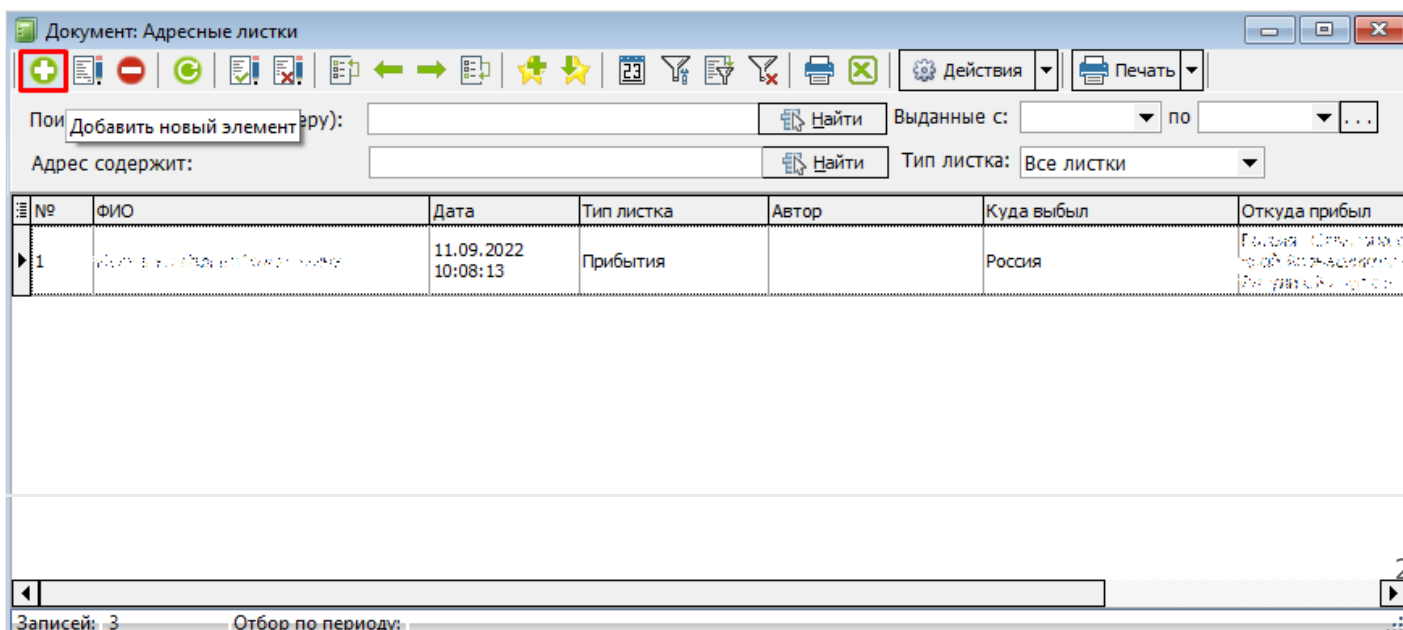 Документ: Адресные листки
23 Действия Печать
Пои еру): Найти Выданные с: по ...
Добавить новый элемент
Адрес содержит: Найти Тип листка: Все листки
№ ФИО Дата Тип листка Автор Куда выбыл Откуда прибыл
1 11.09.2022 Прибытия Россия
10:08:13
2
Записей: 3 Отбор по периоду: